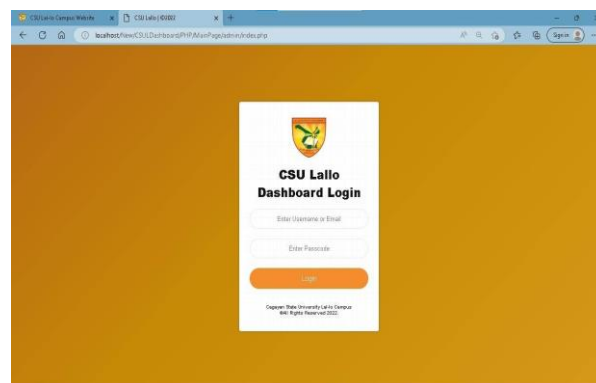 CSU Lal-lo Campus Website
CSU Lallo |
localhost/New/CSULDashboard/PHP/MainPage/admin/index.php
Sign in
CSU Lallo
Dashboard Login
Enter Username or Email
Enter Passcode
Login
Cagayan State University Lal-lo Campus
©All Rights Reserved 2022.